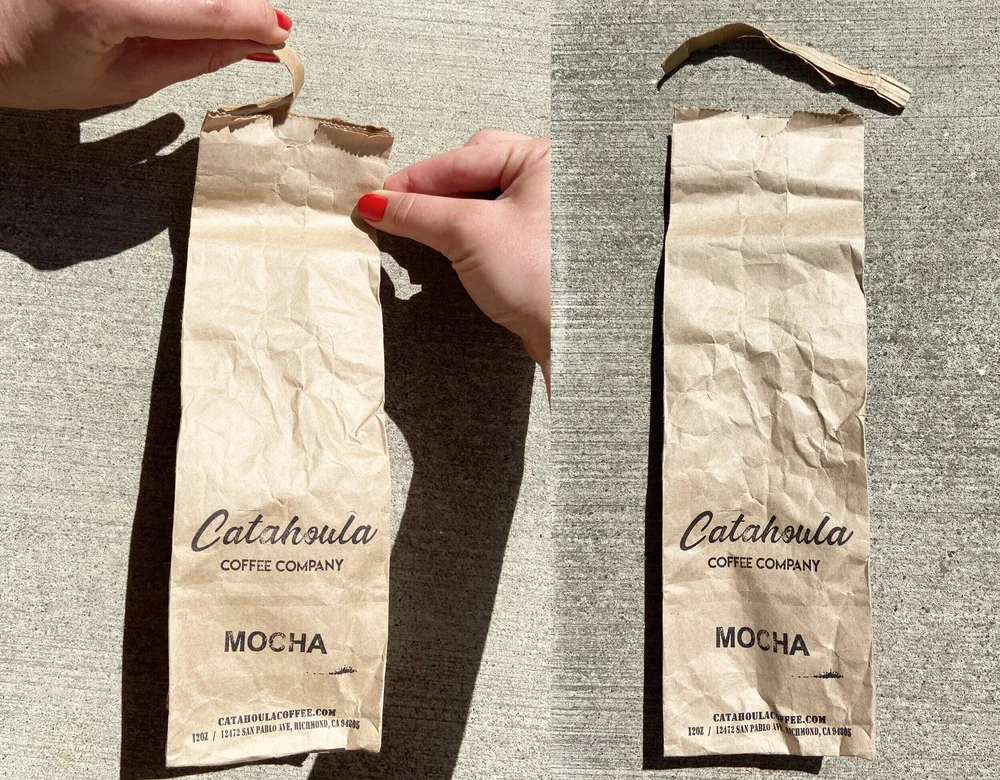 Catahoula
COFFEE COMPANY
MOCHA
CATAHOULACOFFEE.COM
12OZ / 12472 SAN PABLO AVE, RICHMOND, CA 94805
Catahoula
COFFEE COMPANY
MOCHA
CATAHOULACOFFEE.COM
12OZ / 12472 SAN PABLO AVE, RICHMOND, CA 94805